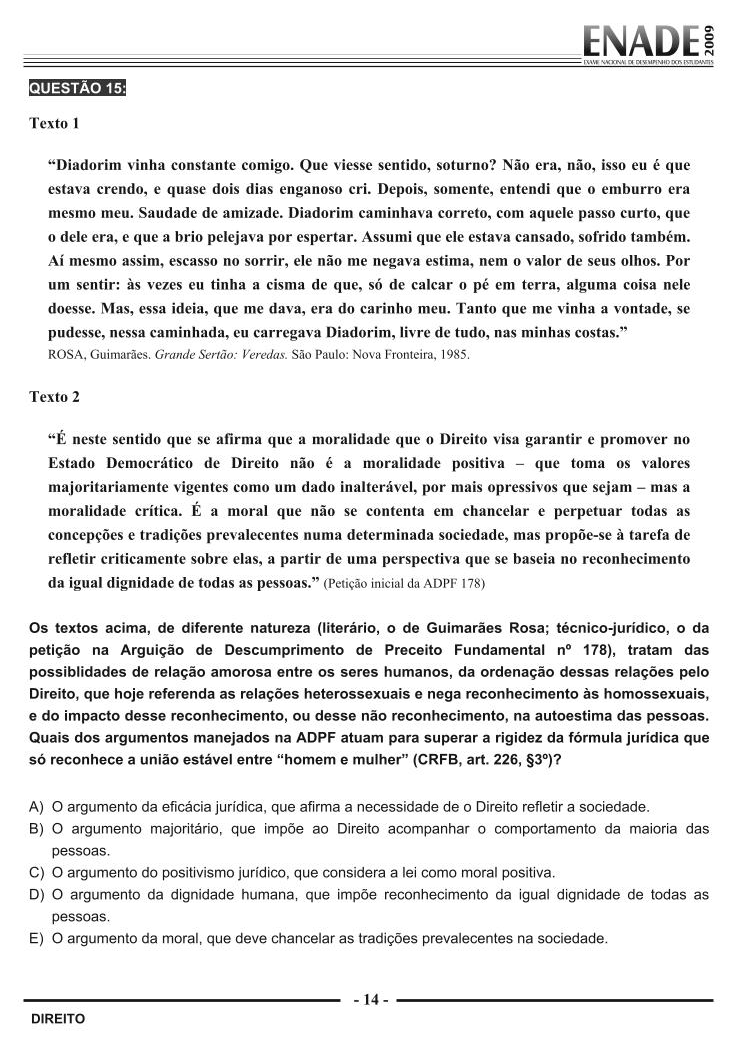 ENADE 2009
EXAME NACIONAL DE DESEMPENHO DOS ESTUDANTES
QUESTÃO 15:
Texto 1
“Diadorim vinha constante comigo. Que viesse sentido, soturno? Não era, não, isso eu é que
estava crendo, e quase dois dias enganoso cri. Depois, somente, entendi que o emburro era
mesmo meu. Saudade de amizade. Diadorim caminhava correto, com aquele passo curto, que
o dele era, e que a brio pelejava por espertar. Assumi que ele estava cansado, sofrido também.
Aí mesmo assim, escasso no sorrir, ele não me negava estima, nem o valor de seus olhos. Por
um sentir: às vezes eu tinha a cisma de que, só de calcar o pé em terra, alguma coisa nele
doesse. Mas, essa ideia, que me dava, era do carinho meu. Tanto que me vinha a vontade, se
pudesse, nessa caminhada, eu carregava Diadorim, livre de tudo, nas minhas costas.”
ROSA, Guimarães. Grande Sertão: Veredas. São Paulo: Nova Fronteira, 1985.
Texto 2
“É neste sentido que se afirma que a moralidade que o Direito visa garantir e promover no
Estado Democrático de Direito não é a moralidade positiva – que toma os valores
majoritariamente vigentes como um dado inalterável, por mais opressivos que sejam – mas a
moralidade crítica. É a moral que não se contenta em chancelar e perpetuar todas as
concepções e tradições prevalecentes numa determinada sociedade, mas propõe-se à tarefa de
refletir criticamente sobre elas, a partir de uma perspectiva que se baseia no reconhecimento
da igual dignidade de todas as pessoas.” (Petição inicial da ADPF 178)
Os textos acima, de diferente natureza (literário, o de Guimarães Rosa; técnico-jurídico, o da
petição na Arguição de Descumprimento de Preceito Fundamental nº 178), tratam das
possiblidades de relação amorosa entre os seres humanos, da ordenação dessas relações pelo
Direito, que hoje referenda as relações heterossexuais e nega reconhecimento às homossexuais,
e do impacto desse reconhecimento, ou desse não reconhecimento, na autoestima das pessoas.
Quais dos argumentos manejados na ADPF atuam para superar a rigidez da fórmula jurídica que
só reconhece a união estável entre “homem e mulher” (CRFB, art. 226, §3º)?
A) O argumento da eficácia jurídica, que afirma a necessidade de o Direito refletir a sociedade.
B) O argumento majoritário, que impõe ao Direito acompanhar o comportamento da maioria das
pessoas.
C) O argumento do positivismo jurídico, que considera a lei como moral positiva.
D) O argumento da dignidade humana, que impõe reconhecimento da igual dignidade de todas as
pessoas.
E) O argumento da moral, que deve chancelar as tradições prevalecentes na sociedade.
- 14 -
DIREITO